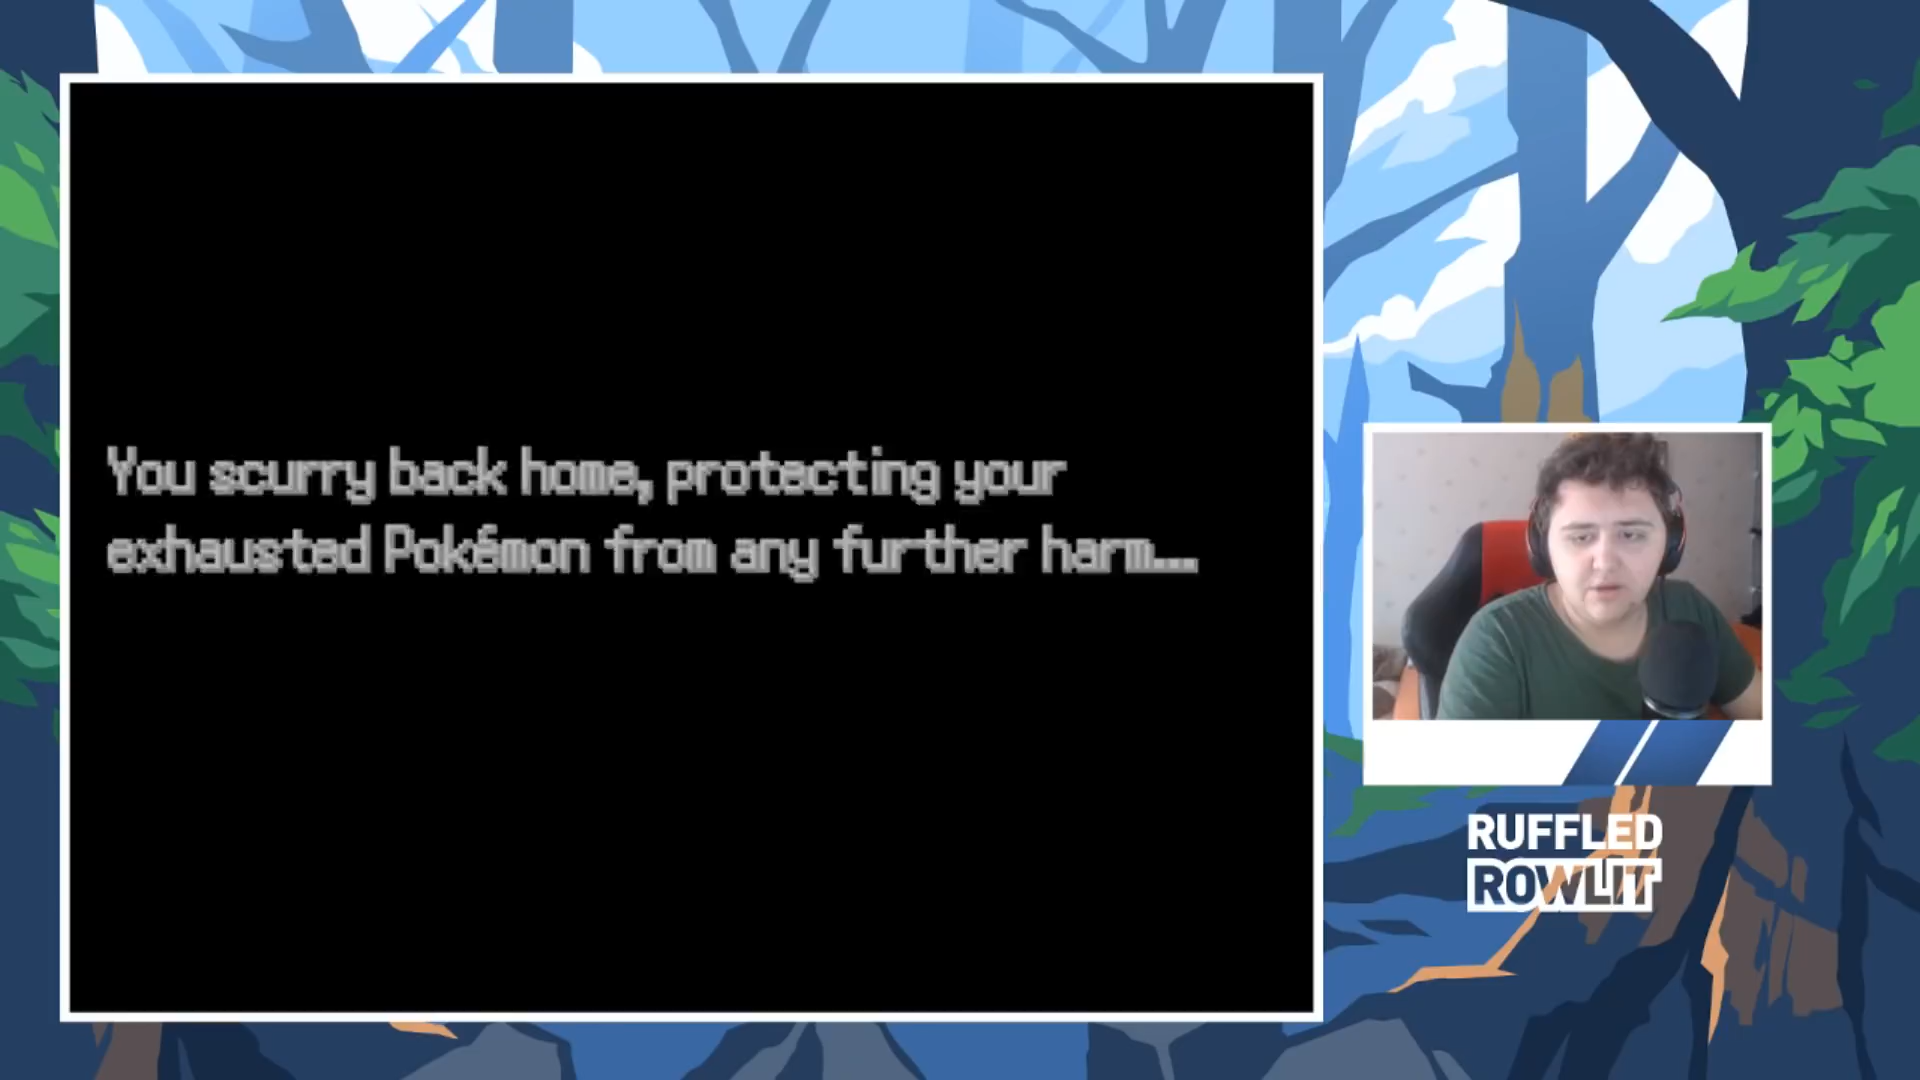 You scurry back home, protecting your
exhausted Pokémon from any further harm...
RUFFLED
ROWLIT